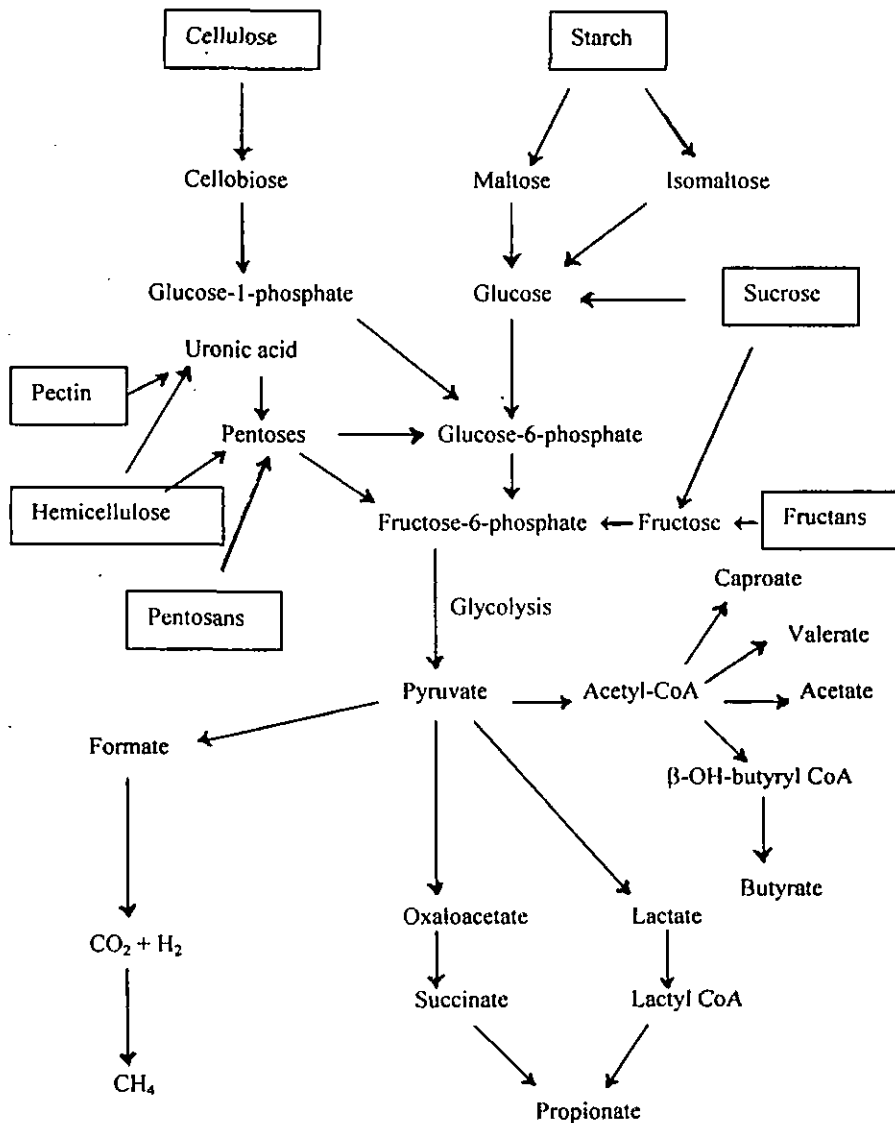 Cellulose
Starch
Cellobiose
Maltose
Isomaltose
Glucose-1-phosphate
Glucose
Sucrose
Uronic acid
Pectin
Pentoses
Glucose-6-phosphate
Hemicellulose
Fructose-6-phosphate
Fructose
Fructans
Caproate
Pentosans
Glycolysis
Valerate
Pyruvate
Acetyl-CoA
Acetate
Formate
β-OH-butyryl CoA
Butyrate
Oxaloacetate
Lactate
CO₂ + H₂
Succinate
Lactyl CoA
CH₄
Propionate